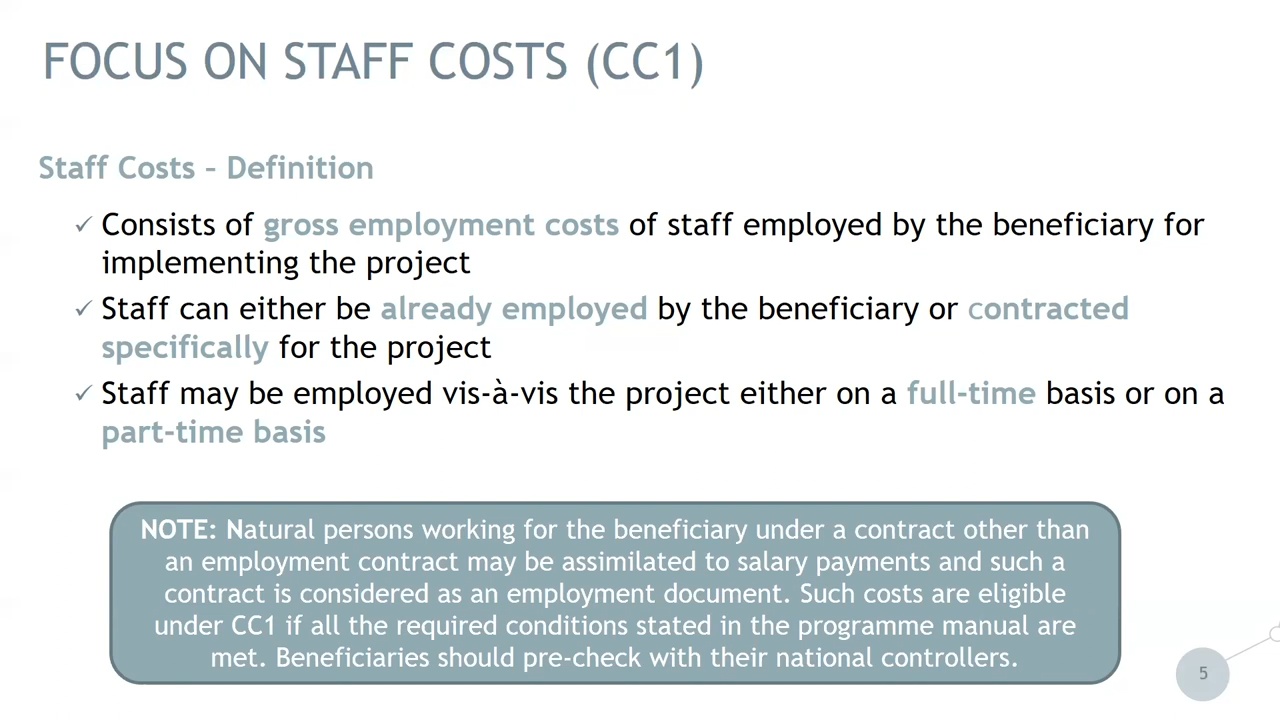 FOCUS ON STAFF COSTS (CC1)
Staff Costs – Definition
✓ Consists of gross employment costs of staff employed by the beneficiary for
implementing the project
✓ Staff can either be already employed by the beneficiary or contracted
specifically for the project
✓ Staff may be employed vis-à-vis the project either on a full-time basis or on a
part-time basis
NOTE: Natural persons working for the beneficiary under a contract other than
an employment contract may be assimilated to salary payments and such a
contract is considered as an employment document. Such costs are eligible
under CC1 if all the required conditions stated in the programme manual are
met. Beneficiaries should pre-check with their national controllers.
5